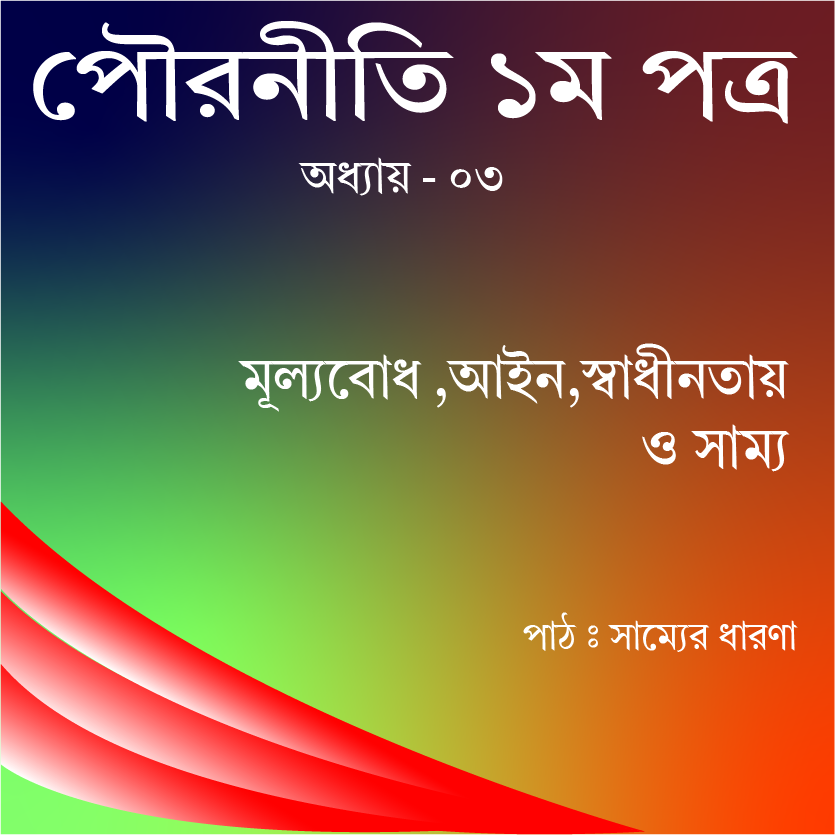 পৌরনীতি ১ম পত্র
অধ্যায় - ০৩
মূল্যবোধ ,আইন,স্বাধীনতায়
ও সাম্য
পাঠ ঃ সাম্যের ধারণা